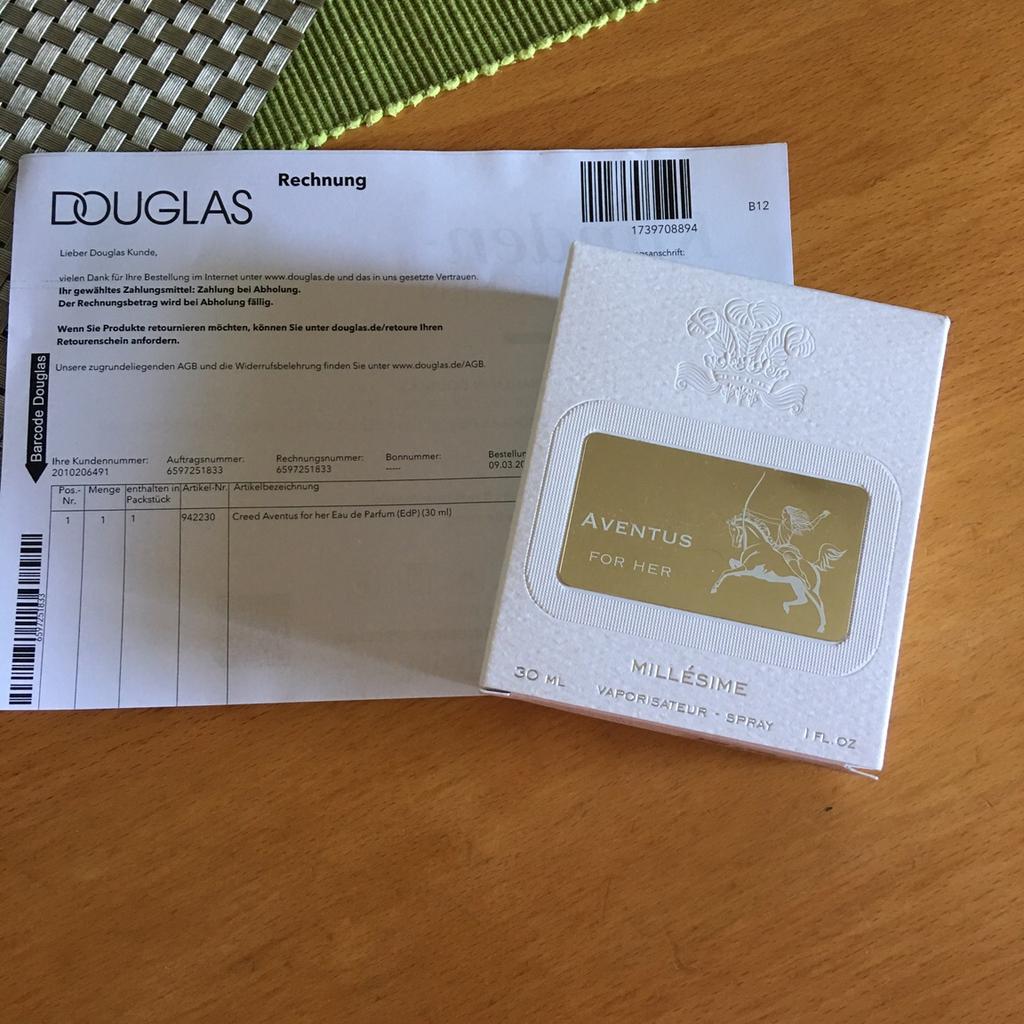 Rechnung
DOUGLAS
1739708894
B12
Lieber Douglas Kunde,
vielen Dank für Ihre Bestellung im Internet unter www.douglas.de und das in uns gesetzte Vertrauen.
Ihr gewähltes Zahlungsmittel: Zahlung bei Abholung.
Der Rechnungsbetrag wird bei Abholung fällig.
Wenn Sie Produkte retournieren möchten, können Sie unter douglas.de/retoure Ihren
Retourenschein anfordern.
Unsere zugrundeliegenden AGB und die Widerrufsbelehrung finden Sie unter www.douglas.de/AGB.
Barcode Douglas
Ihre Kundennummer: Auftragsnummer: Rechnungsnummer: Bonnummer:
2010206491 6597251833 6597251833 ----- 09.03.20
Pos.- Menge enthalten in Artikel-Nr. Artikelbezeichnung
Nr. Packstück
1 1 1 942230 Creed Aventus for her Eau de Parfum (EdP) (30 ml)
6597251833
AVENTUS
FOR HER
MILLÉSIME
30 ML VAPORISATEUR - SPRAY 1 FL. OZ